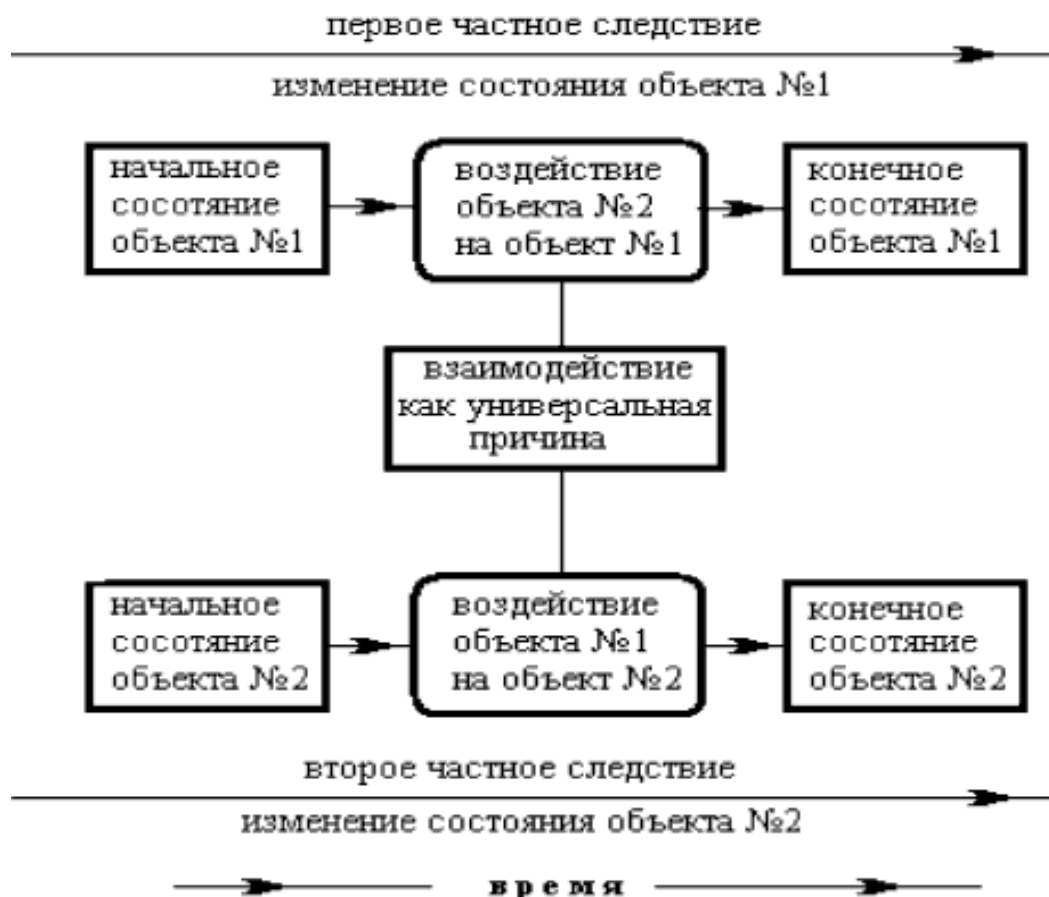 первое частное следствие
изменение состояния объекта №1
начальное
сосотяние
объекта №1
воздействие
объекта №2
на объект №1
конечное
сосотяние
объекта №1
взаимодействие
как универсальная
причина
начальное
сосотяние
объекта №2
воздействие
объекта №1
на объект №2
конечное
сосотяние
объекта №2
второе частное следствие
изменение состояния объекта №2
время